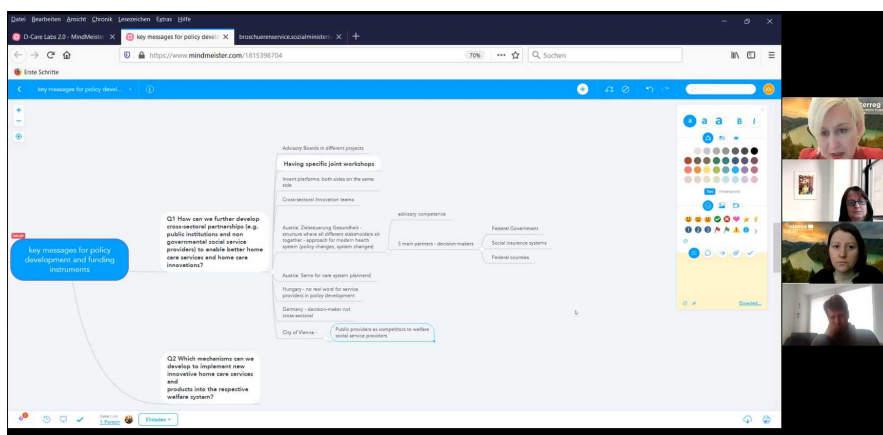 Datei Bearbeiten Ansicht Chronik Lesezeichen Extras Hilfe
D-Care Labs 2.0 - MindMeister
key messages for policy devel
broschuerenservice.sozialministeri
https://www.mindmeister.com/1815398704
70%
Suchen
Erste Schritte
key messages for policy devel...
Advisory Boards in different projects
Having specific joint workshops
Invent platforms: both sides on the same
side
Cross-sectoral Innovation teams
Q1 How can we further develop
cross-sectoral partnerships (e.g.
public institutions and non
governmental social service
providers) to enable better home
care services and home care
innovations?
Austria: Zielsteuerung Gesundheit -
structure where all different stakeholders sit
together - approach for modern health
system (policy changes, system changes)
advisory competence
3 main partners - decision-makers
Federal Government
Social insurance systems
Federal counties
key messages for policy
development and funding
instruments
Austria: Same for care system plannend
Hungary - no real word for service
providers in policy development
Germany - decision-maker not
cross-sectoral
City of Vienna -
Public providers as competitors to welfare
social service providers
Q2 Which mechanisms can we
develop to implement new
innovative home care services
and
products into the respective
welfare system?
Text
1 Person
Einladen
terreg